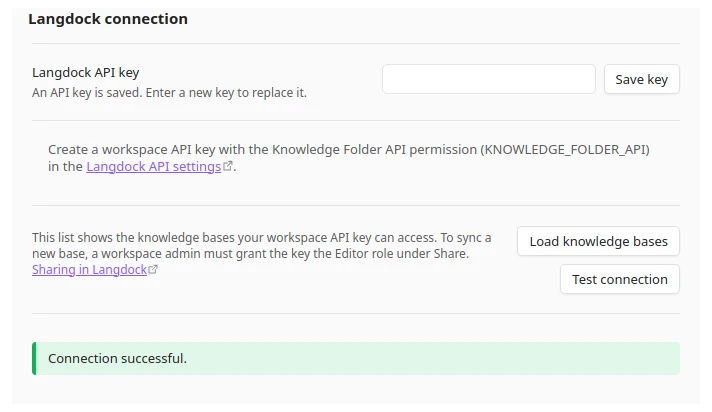 Langdock connection
Langdock API key
An API key is saved. Enter a new key to replace it.
Save key
Create a workspace API key with the Knowledge Folder API permission (KNOWLEDGE_FOLDER_API)
in the Langdock API settings.
This list shows the knowledge bases your workspace API key can access. To sync a
new base, a workspace admin must grant the key the Editor role under Share.
Sharing in Langdock
Load knowledge bases
Test connection
Connection successful.